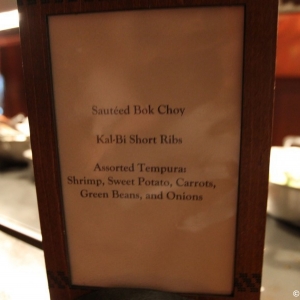 Sautéed Bok Choy
Kal-Bi Short Ribs
Assorted Tempura:
Shrimp, Sweet Potato, Carrots,
Green Beans, and Onions
©